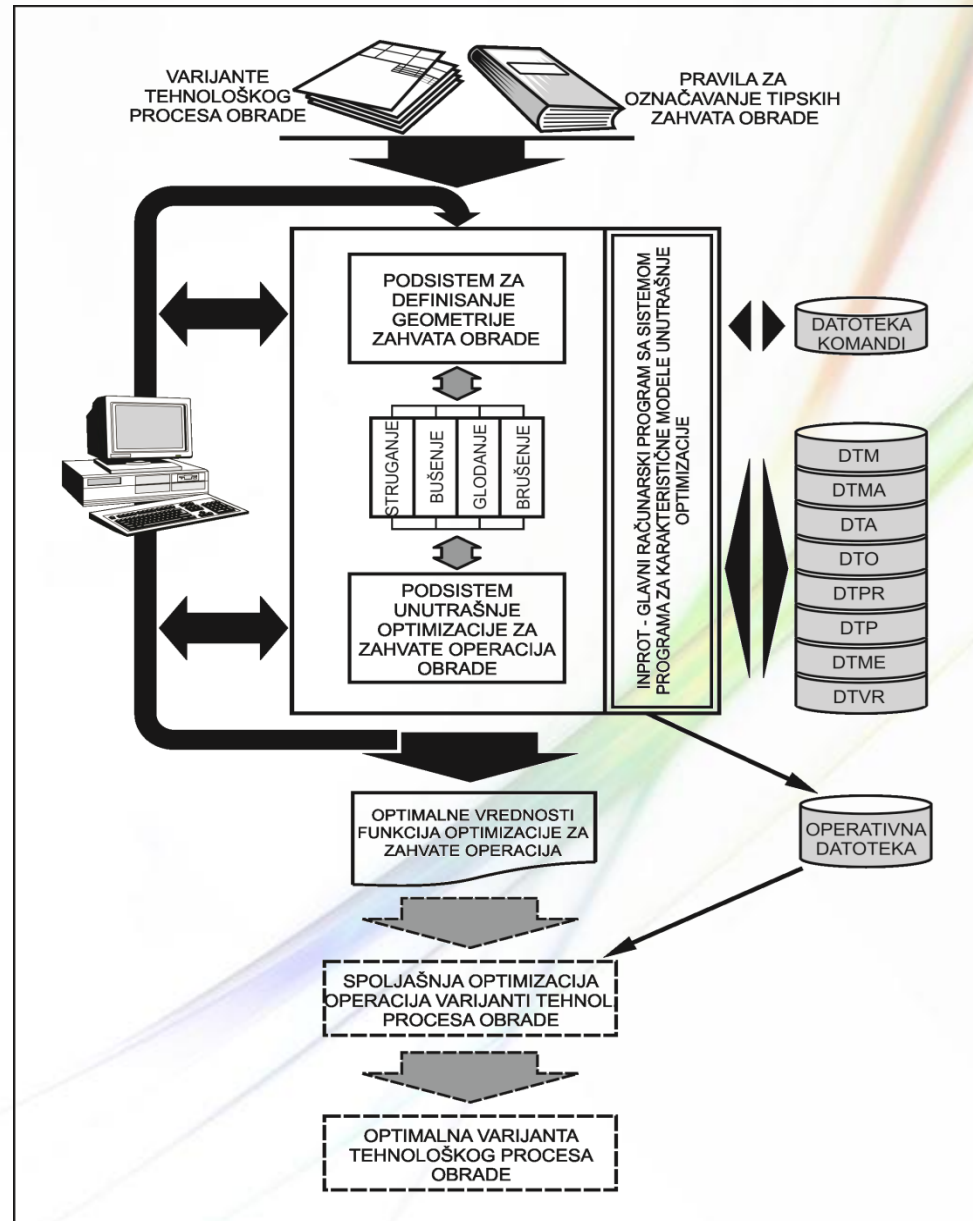 VARIJANTE
TEHNOLOŠKOG
PROCESA OBRADE
PRAVILA ZA
OZNAČAVANJE TIPSKIH
ZAHVATA OBRADE
PODSISTEM ZA
DEFINISANJE
GEOMETRIJE
ZAHVATA OBRADE
STRUGANJE
BUŠENJE
GLODANJE
BRUŠENJE
PODSISTEM
UNUTRAŠNJE
OPTIMIZACIJE ZA
ZAHVATE OPERACIJA
OBRADE
INPROT - GLAVNI RAČUNARSKI PROGRAM SA SISTEMOM
PROGRAMA ZA KARAKTERISTIČNE MODELE UNUTRAŠNJE
OPTIMIZACIJE
DATOTEKA
KOMANDI
DTM
DTMA
DTA
DTO
DTPR
DTP
DTME
DTVR
OPTIMALNE VREDNOSTI
FUNKCIJA OPTIMIZACIJE ZA
ZAHVATE OPERACIJA
OPERATIVNA
DATOTEKA
SPOLJAŠNJA OPTIMIZACIJA
OPERACIJA VARIJANTI TEHNOL
PROCESA OBRADE
OPTIMALNA VARIJANTA
TEHNOLOŠKOG PROCESA
OBRADE